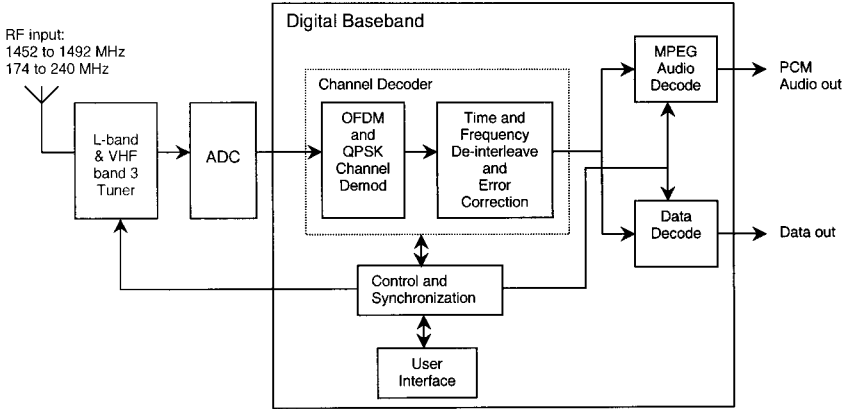 Digital Baseband
RF input:
1452 to 1492 MHz
174 to 240 MHz
L-band
& VHF
band 3
Tuner
ADC
Channel Decoder
OFDM
and
QPSK
Channel
Demod
Time and
Frequency
De-interleave
and
Error
Correction
MPEG
Audio
Decode
PCM
Audio out
Data
Decode
Data out
Control and
Synchronization
User
Interface